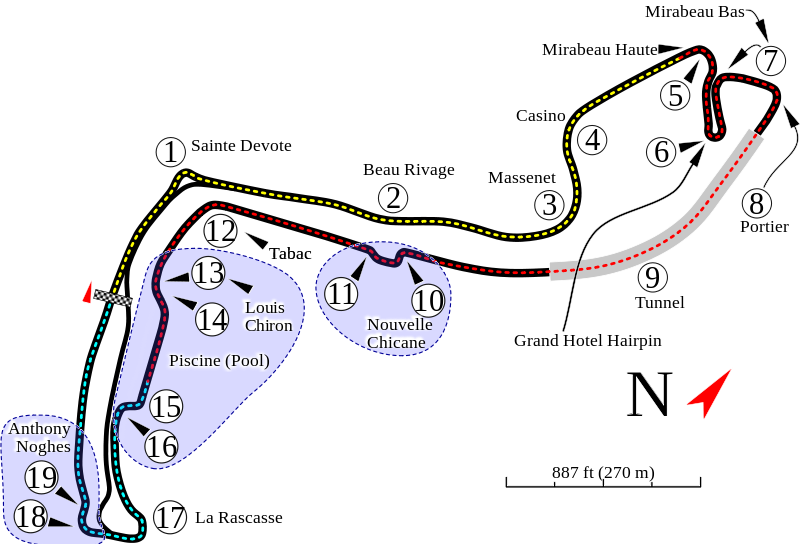 Mirabeau Bas
Mirabeau Haute
7
5
Casino
4
6
1
Sainte Devote
Beau Rivage
Massenet
2
3
8
Portier
12
Tabac
13
9
Tunnel
11
10
Louis
Chiron
14
Nouvelle
Chicane
Grand Hotel Hairpin
Piscine (Pool)
N
15
16
Anthony
Noghes
19
887 ft (270 m)
18
17
La Rascasse